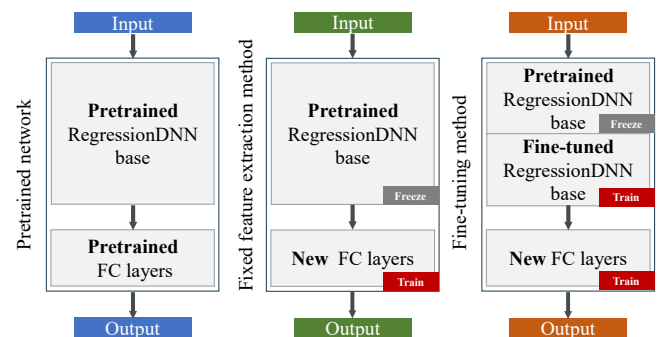 Pretrained network
Input
Pretrained
RegressionDNN
base
Pretrained
FC layers
Output
Fixed feature extraction method
Input
Pretrained
RegressionDNN
base
Freeze
New FC layers
Train
Output
Fine-tuning method
Input
Pretrained
RegressionDNN
base
Freeze
Fine-tuned
RegressionDNN
base
Train
New FC layers
Train
Output